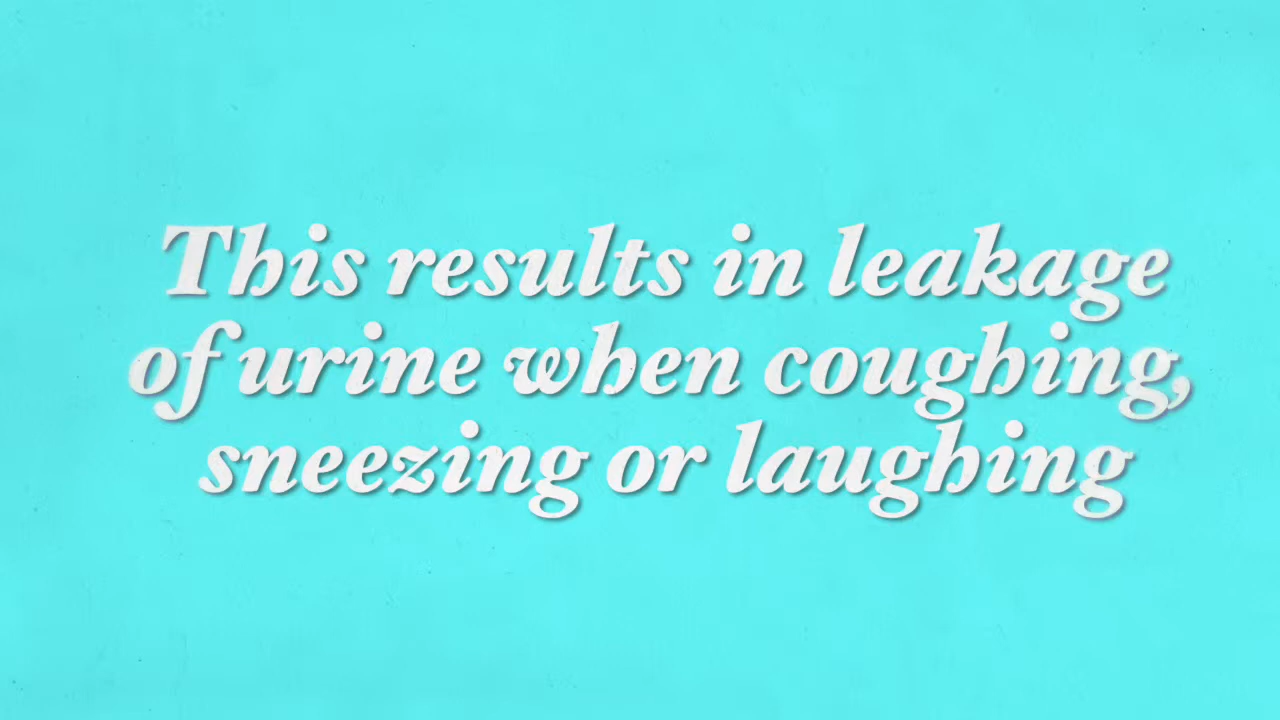 This results in leakage
of urine when coughing,
sneezing or laughing